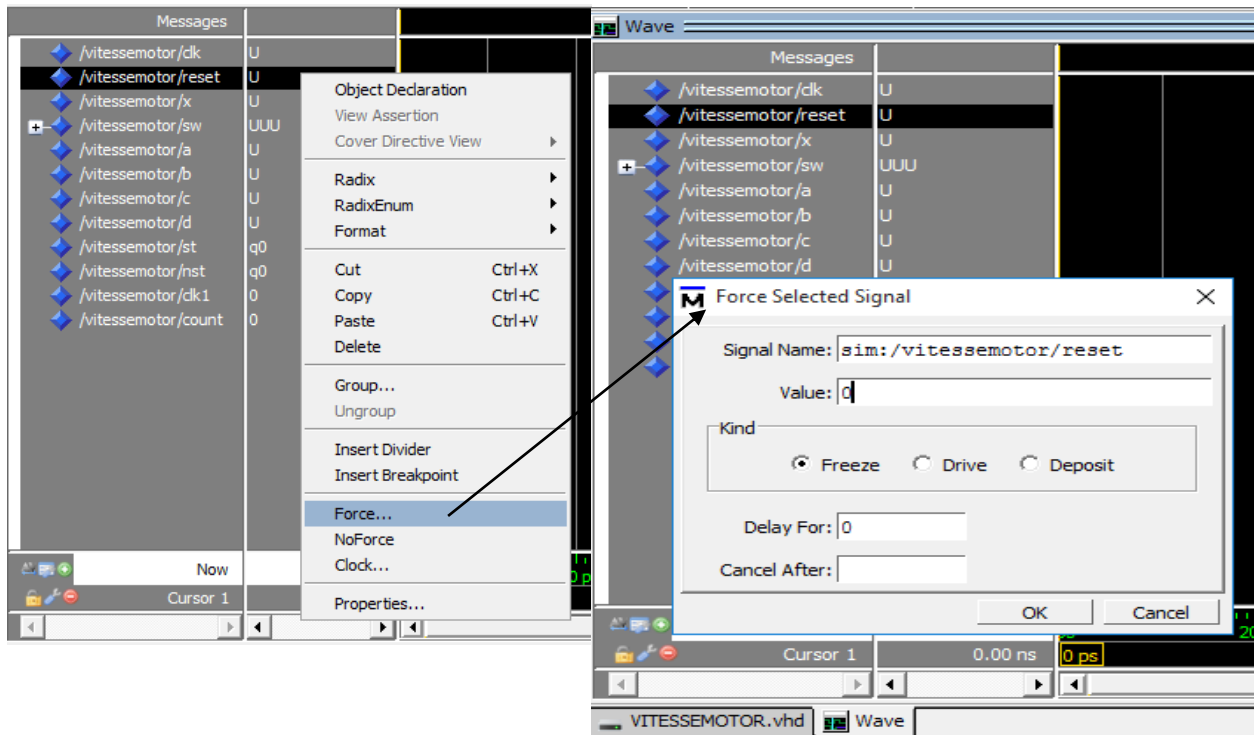 Messages
/vitessemotor/clk U
/vitessemotor/reset U
/vitessemotor/x U
/vitessemotor/sw UUU
/vitessemotor/a U
/vitessemotor/b U
/vitessemotor/c U
/vitessemotor/d U
/vitessemotor/st q0
/vitessemotor/nst q0
/vitessemotor/clk1 0
/vitessemotor/count 0
Now
Cursor 1
Object Declaration
View Assertion
Cover Directive View
Radix
RadixEnum
Format
Cut Ctrl+X
Copy Ctrl+C
Paste Ctrl+V
Delete
Group...
Ungroup
Insert Divider
Insert Breakpoint
Force...
NoForce
Clock...
Properties...
Wave
Messages
/vitessemotor/clk U
/vitessemotor/reset U
/vitessemotor/x U
/vitessemotor/sw UUU
/vitessemotor/a U
/vitessemotor/b U
/vitessemotor/c U
/vitessemotor/d U
Force Selected Signal
Signal Name: sim:/vitessemotor/reset
Value: 0
Kind
Freeze Drive Deposit
Delay For: 0
Cancel After:
OK Cancel
Cursor 1 0.00 ns 0 ps
VITESSEMOTOR.vhd Wave